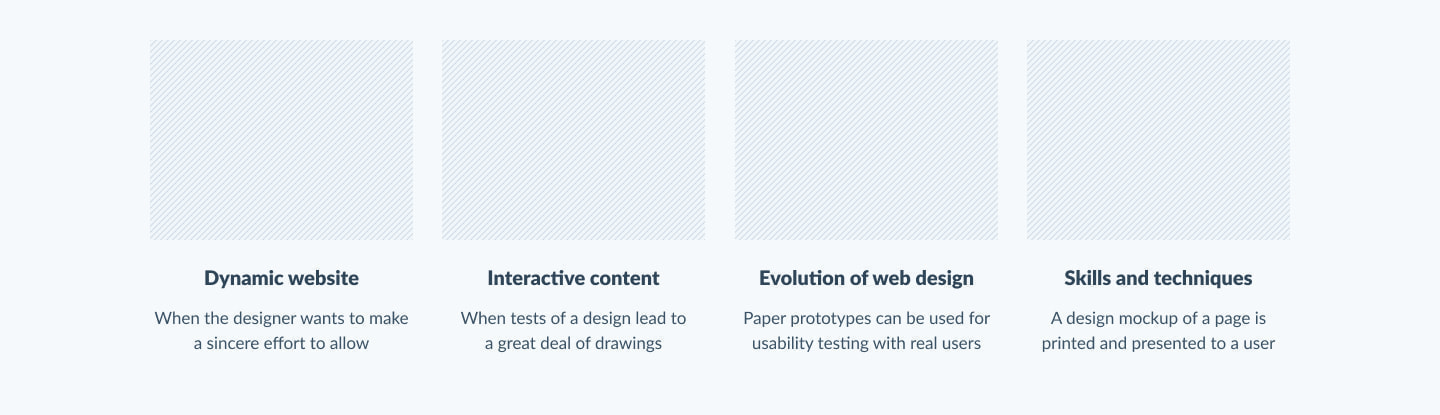 Dynamic website
When the designer wants to make
a sincere effort to allow
Interactive content
When tests of a design lead to
a great deal of drawings
Evolution of web design
Paper prototypes can be used for
usability testing with real users
Skills and techniques
A design mockup of a page is
printed and presented to a user